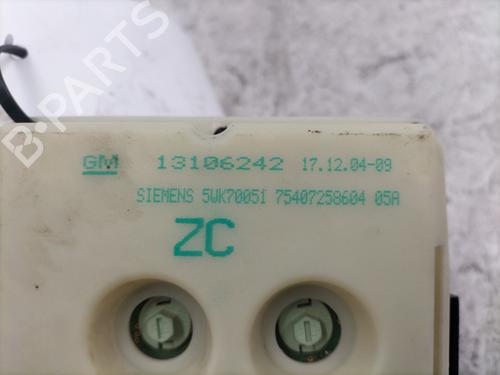 B-PARTS
GM 13106242 17.12.04-09
SIEMENS 5WK70051 75407258604 05A
ZC